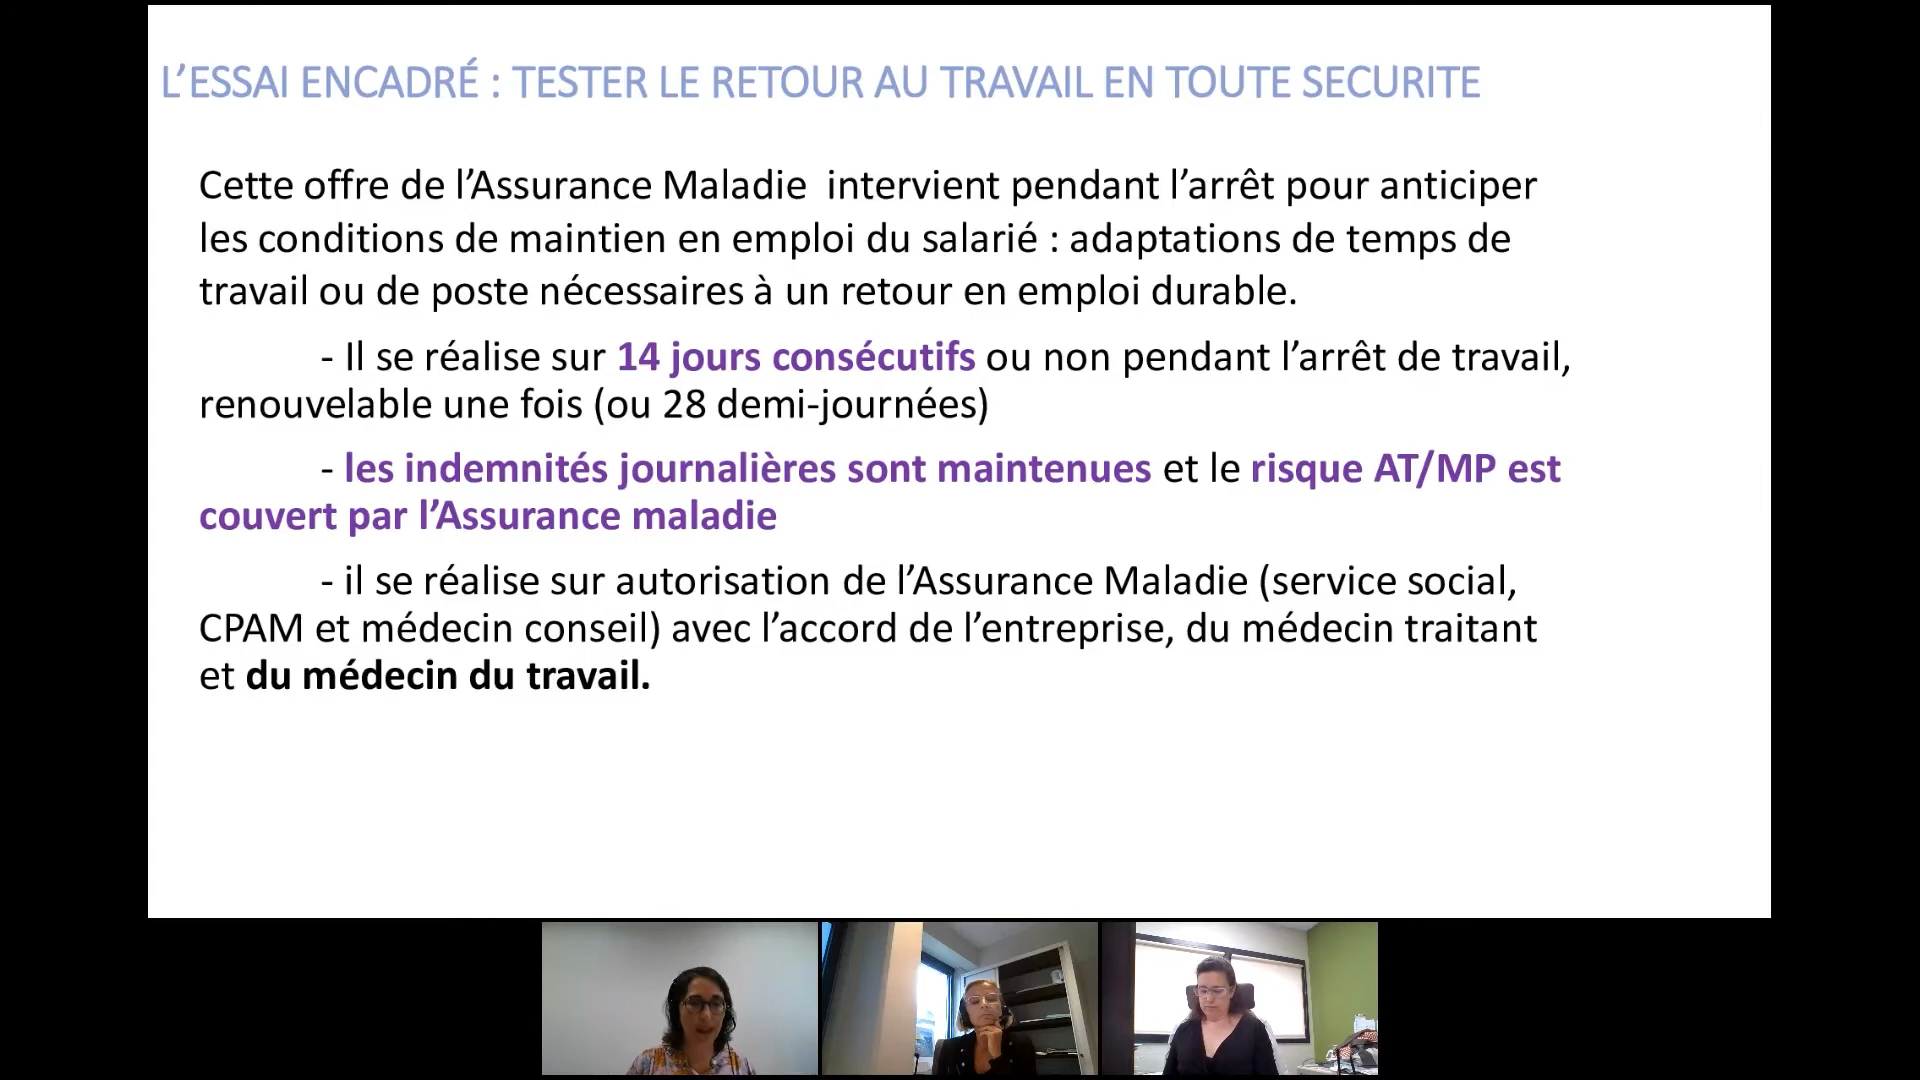 L’ESSAI ENCADRÉ : TESTER LE RETOUR AU TRAVAIL EN TOUTE SECURITE
Cette offre de l’Assurance Maladie  intervient pendant l’arrêt pour anticiper
les conditions de maintien en emploi du salarié : adaptations de temps de
travail ou de poste nécessaires à un retour en emploi durable.
- Il se réalise sur 14 jours consécutifs ou non pendant l’arrêt de travail,
renouvelable une fois (ou 28 demi-journées)
- les indemnités journalières sont maintenues et le risque AT/MP est
couvert par l’Assurance maladie
- il se réalise sur autorisation de l’Assurance Maladie (service social,
CPAM et médecin conseil) avec l’accord de l’entreprise, du médecin traitant
et du médecin du travail.